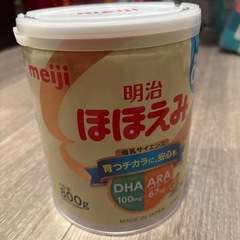 meiji
明治
ほほえみ
母乳サイエンス
育つチカラに、安心を。
DHA
100mg
ARA
67mg
800g
MADE IN JAPAN